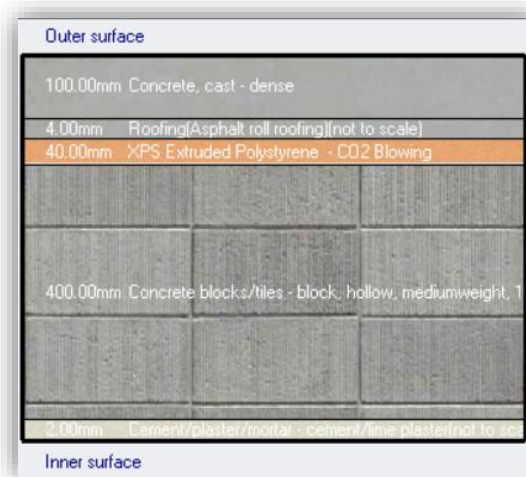 Outer surface
100.00mm Concrete, cast - dense
4.00mm Roofing(Asphalt roll roofing)(not to scale)
40.00mm XPS Extruded Polystyrene - CO2 Blowing
400.00mm Concrete blocks/tiles - block, hollow, mediumweight, 1
2.00mm Cement/plaster/mortar - cement/lime plaster(not to sca
Inner surface